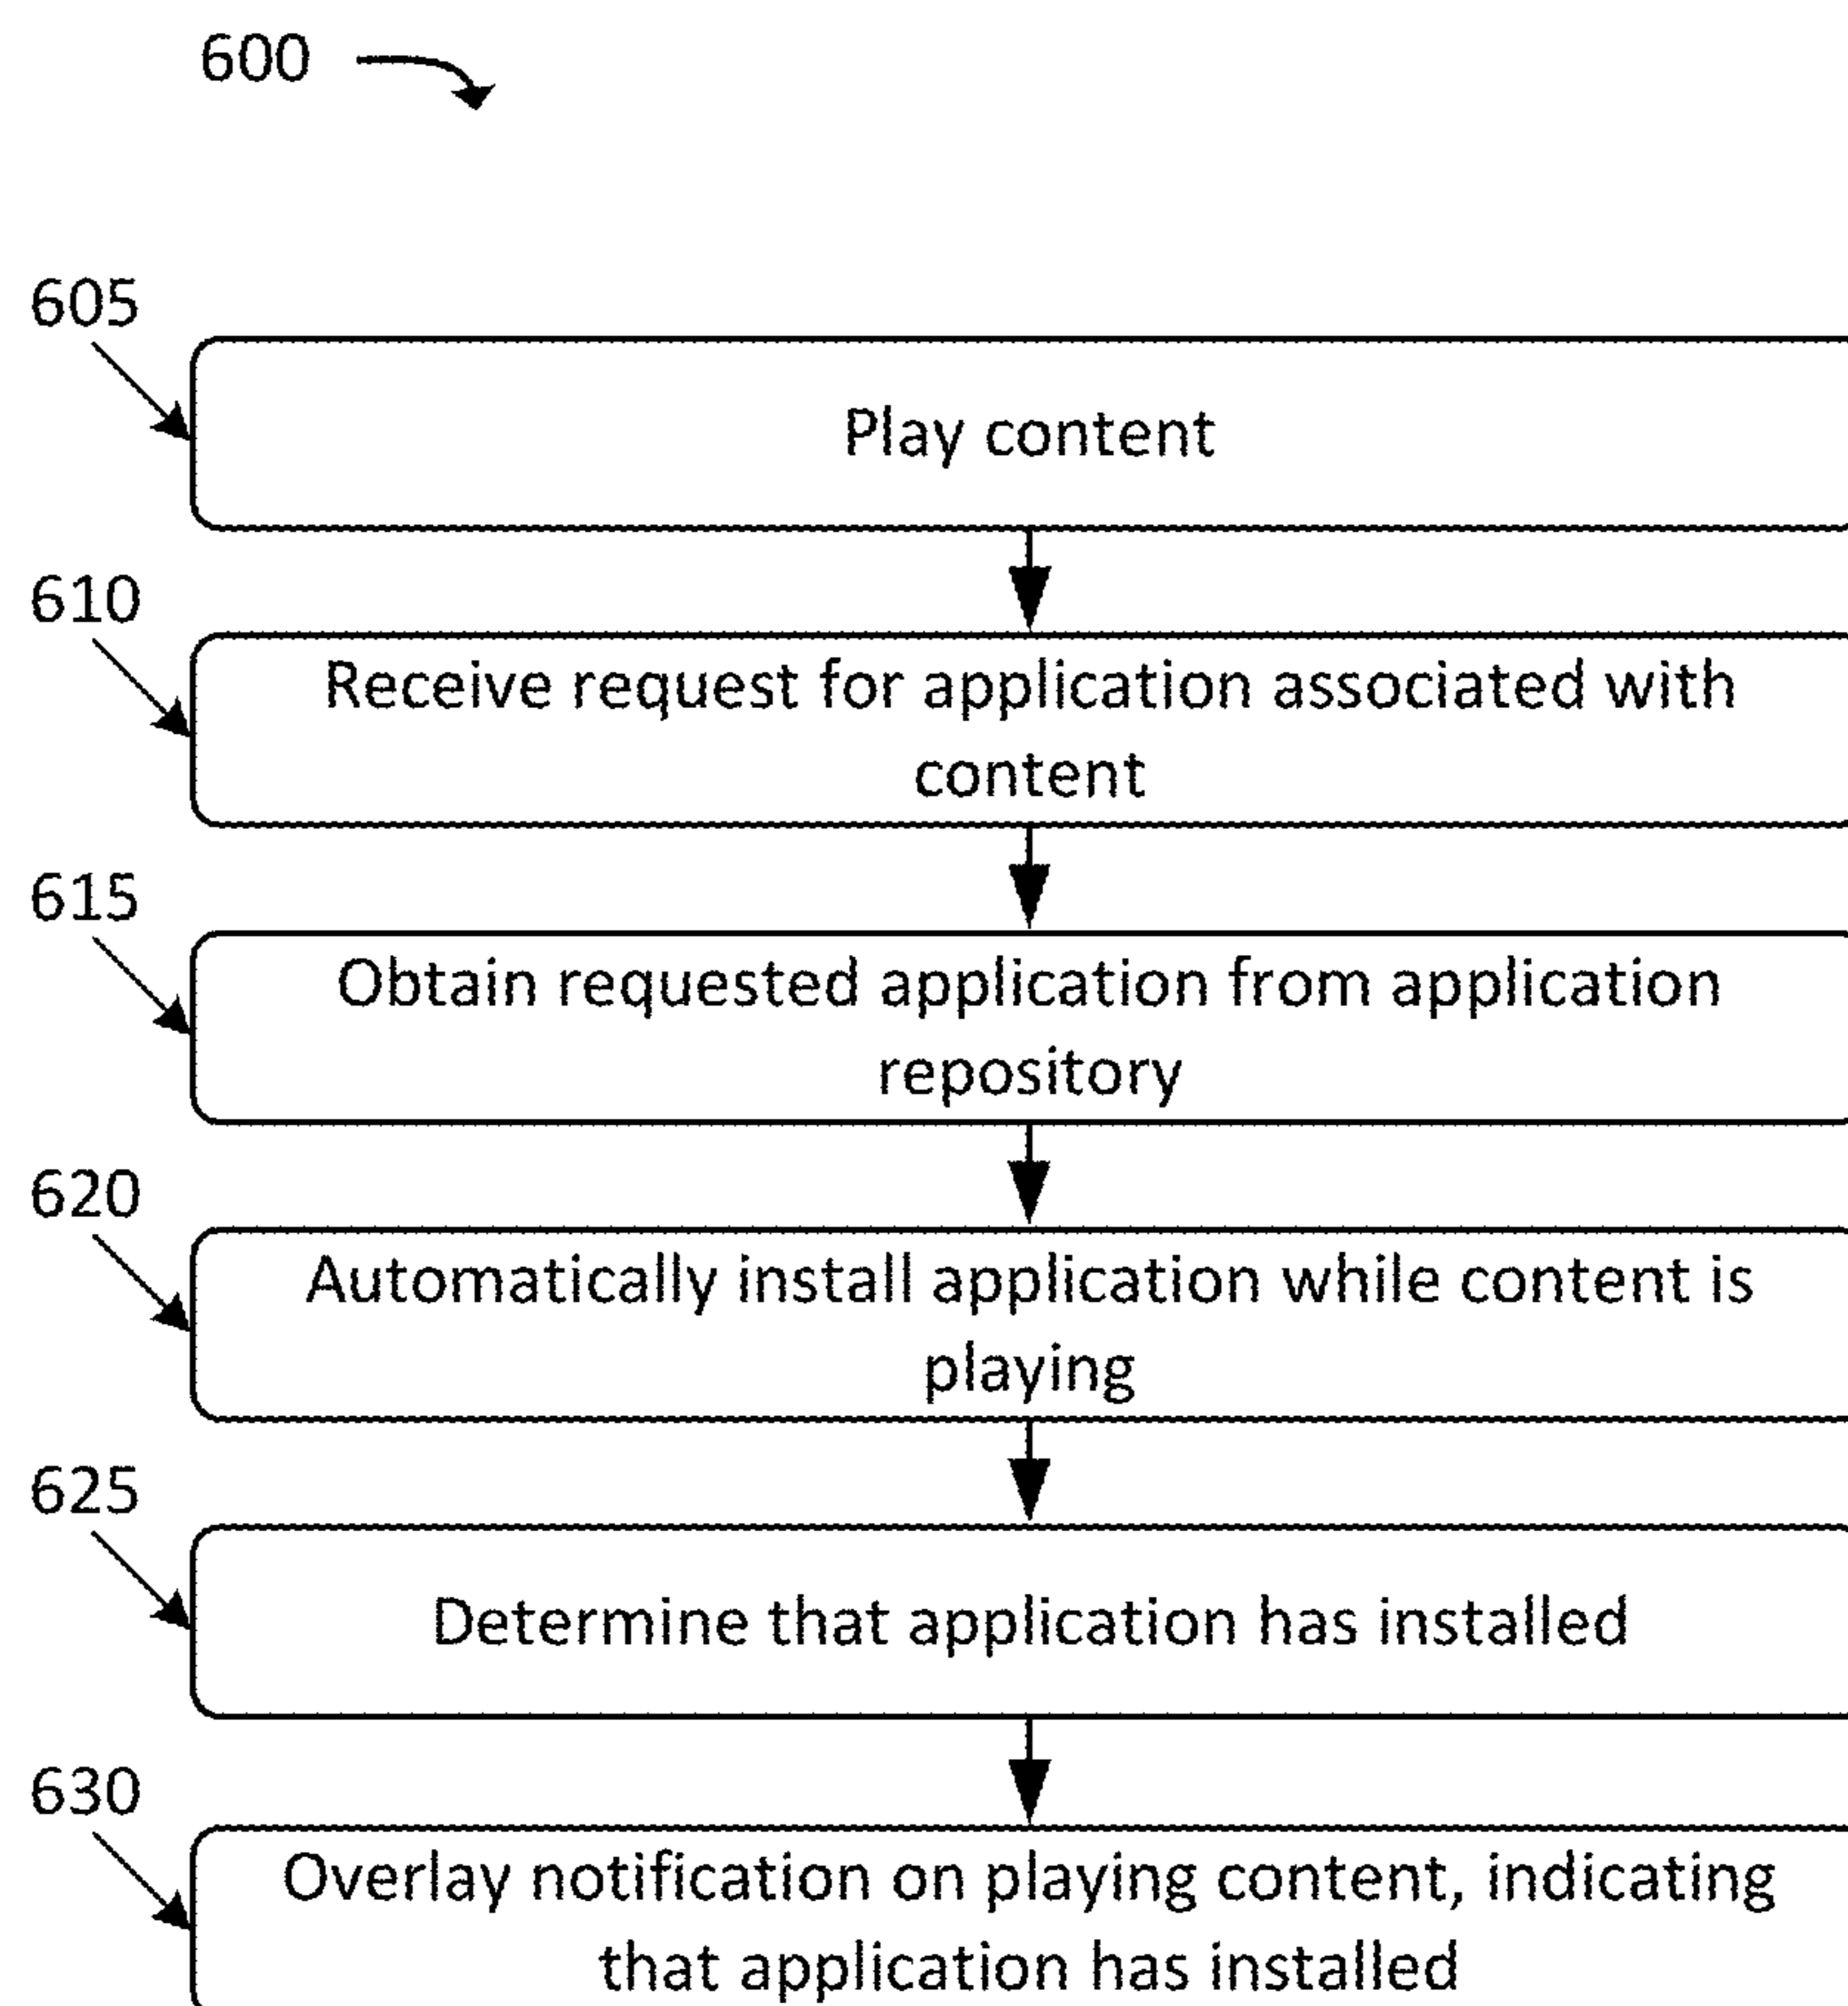 600
605
Play content
610
Receive request for application associated with
content
615
Obtain requested application from application
repository
620
Automatically install application while content is
playing
625
Determine that application has installed
630
Overlay notification on playing content, indicating
that application has installed